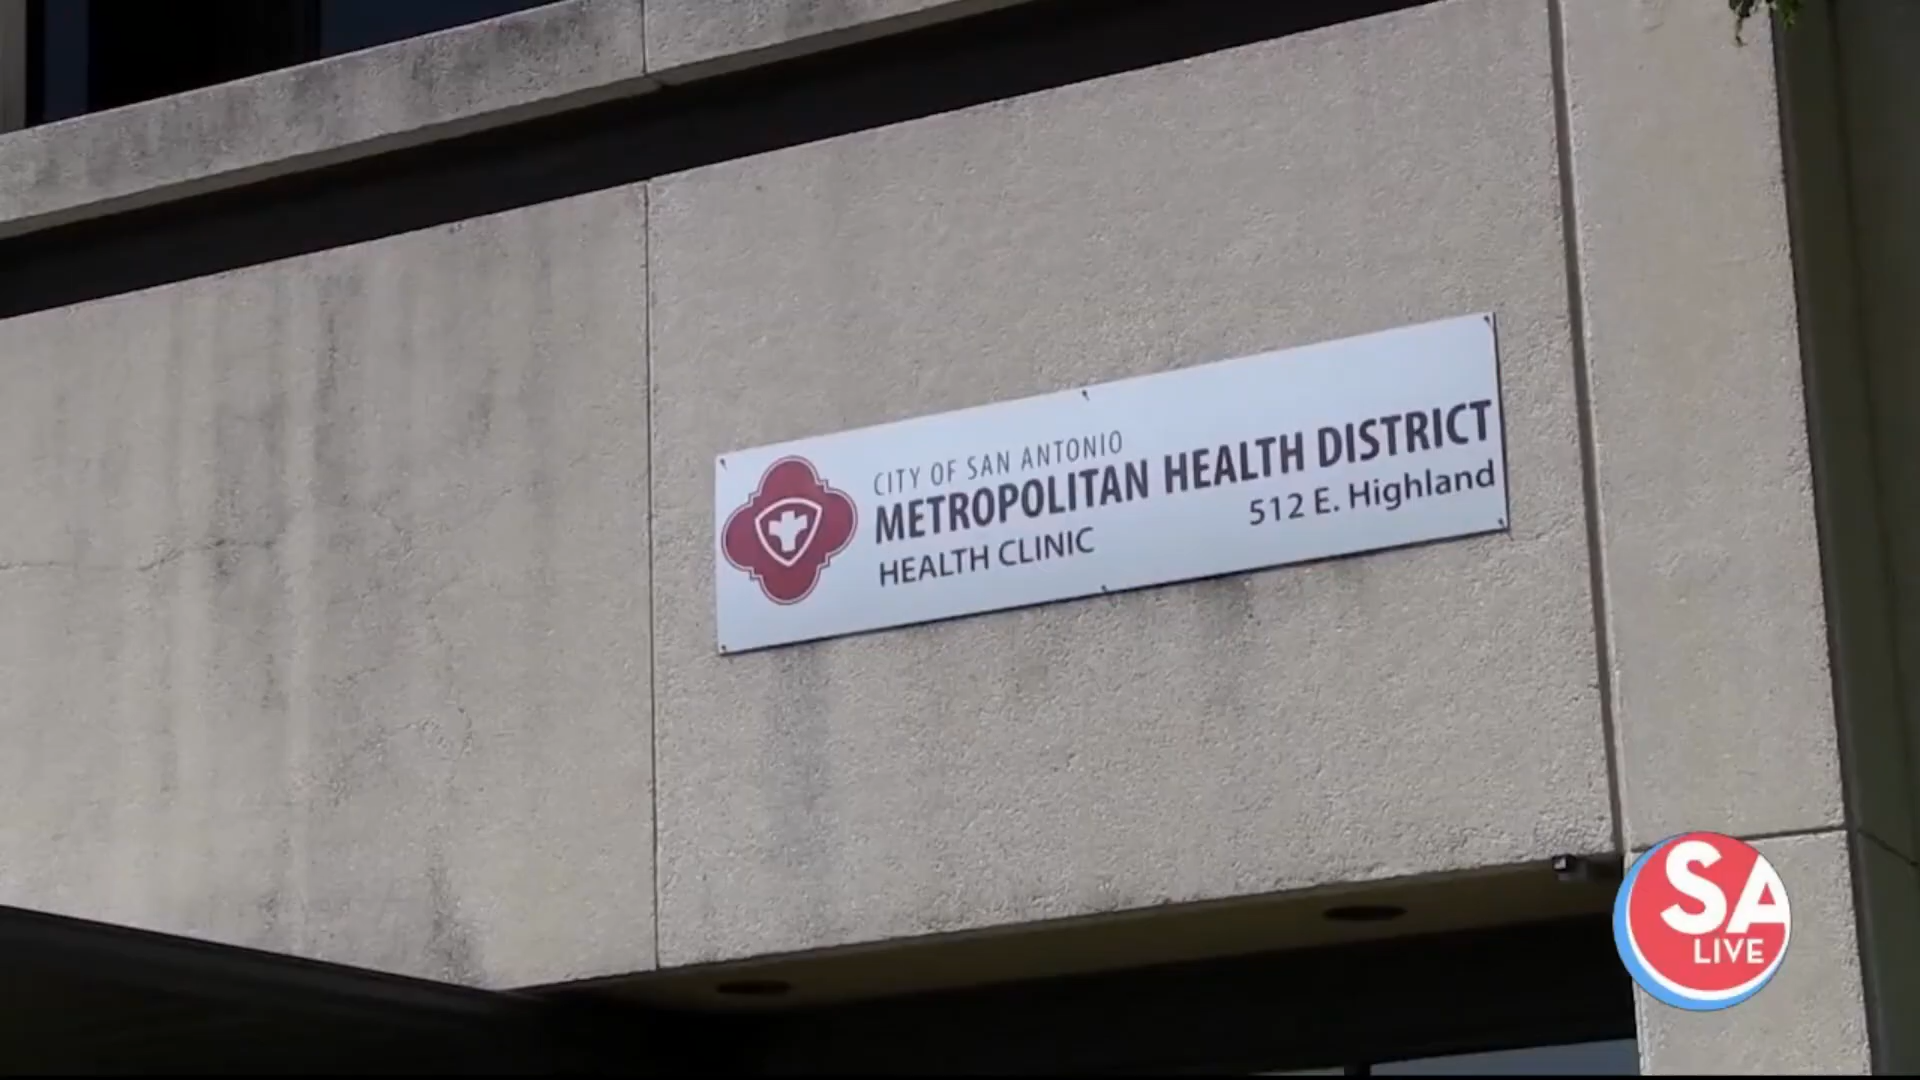 CITY OF SAN ANTONIO
METROPOLITAN HEALTH DISTRICT
HEALTH CLINIC
512 E. Highland
SA
LIVE